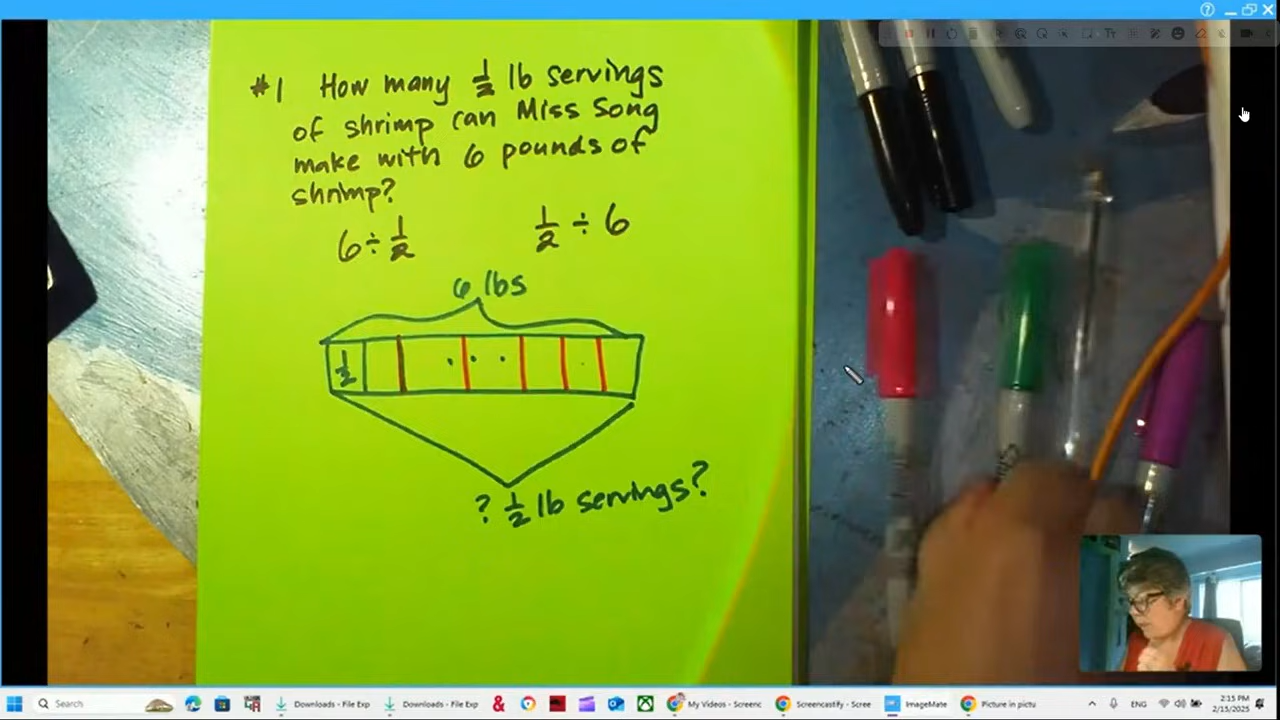 #1 How many 1/2 lb servings
of shrimp can Miss Song
make with 6 pounds of
shrimp?
6 ÷ 1/2    1/2 ÷ 6
6 lbs
1/2
? 1/2 lb servings?
Search
Downloads - File Exp
Downloads - File Exp
My Videos - Screenc
Screencastify - Scree
ImageMate
Picture in pictu
ENG
2:15 PM
2/15/2025